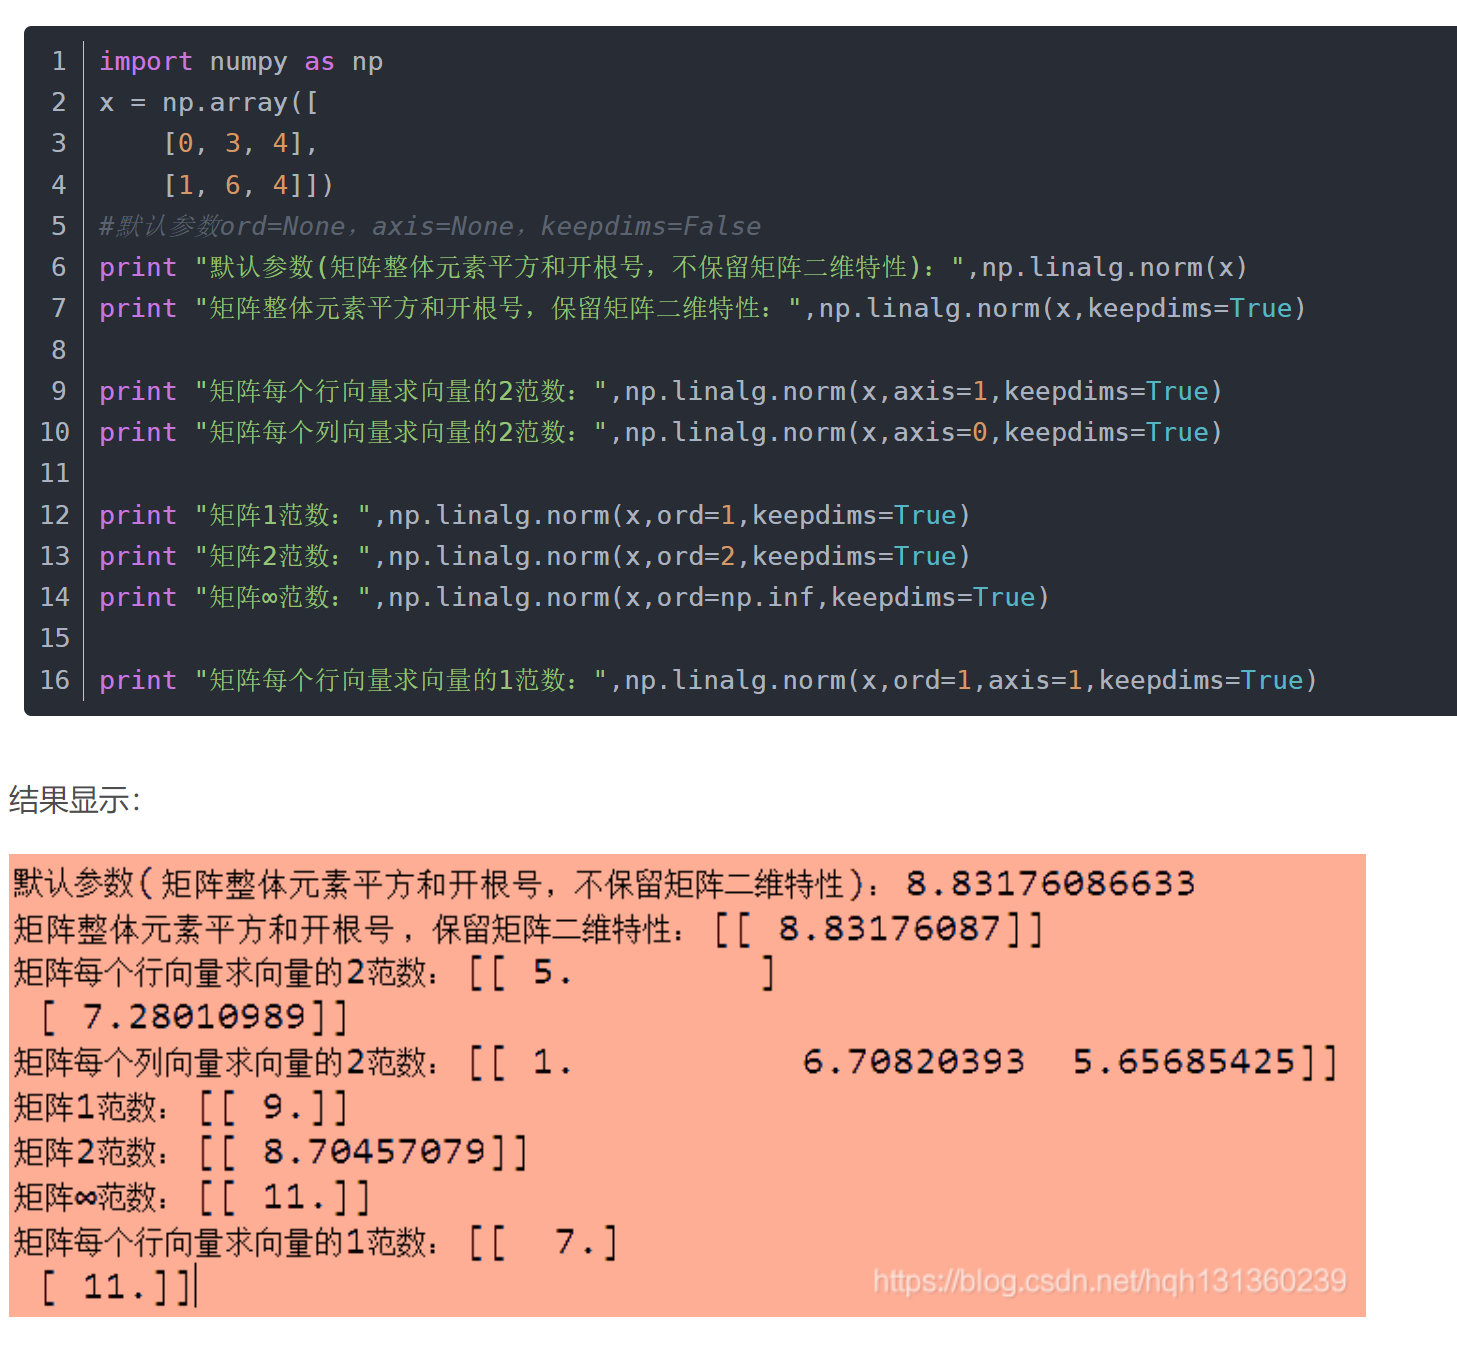 1 import numpy as np
2 x = np.array([
3     [0, 3, 4],
4     [1, 6, 4]])
5 #默认参数ord=None，axis=None，keepdims=False
6 print "默认参数(矩阵整体元素平方和开根号，不保留矩阵二维特性)：",np.linalg.norm(x)
7 print "矩阵整体元素平方和开根号，保留矩阵二维特性：",np.linalg.norm(x,keepdims=True)
8
9 print "矩阵每个行向量求向量的2范数：",np.linalg.norm(x,axis=1,keepdims=True)
10 print "矩阵每个列向量求向量的2范数：",np.linalg.norm(x,axis=0,keepdims=True)
11
12 print "矩阵1范数：",np.linalg.norm(x,ord=1,keepdims=True)
13 print "矩阵2范数：",np.linalg.norm(x,ord=2,keepdims=True)
14 print "矩阵∞范数：",np.linalg.norm(x,ord=np.inf,keepdims=True)
15
16 print "矩阵每个行向量求向量的1范数：",np.linalg.norm(x,ord=1,axis=1,keepdims=True)
结果显示：
默认参数(矩阵整体元素平方和开根号，不保留矩阵二维特性)： 8.83176086633
矩阵整体元素平方和开根号，保留矩阵二维特性： [[ 8.83176087]]
矩阵每个行向量求向量的2范数： [[ 5.        ]
 [ 7.28010989]]
矩阵每个列向量求向量的2范数： [[ 1.          6.70820393  5.65685425]]
矩阵1范数： [[ 9.]]
矩阵2范数： [[ 8.70457079]]
矩阵∞范数： [[ 11.]]
矩阵每个行向量求向量的1范数： [[  7.]
 [ 11.]]
https://blog.csdn.net/hqh131360239